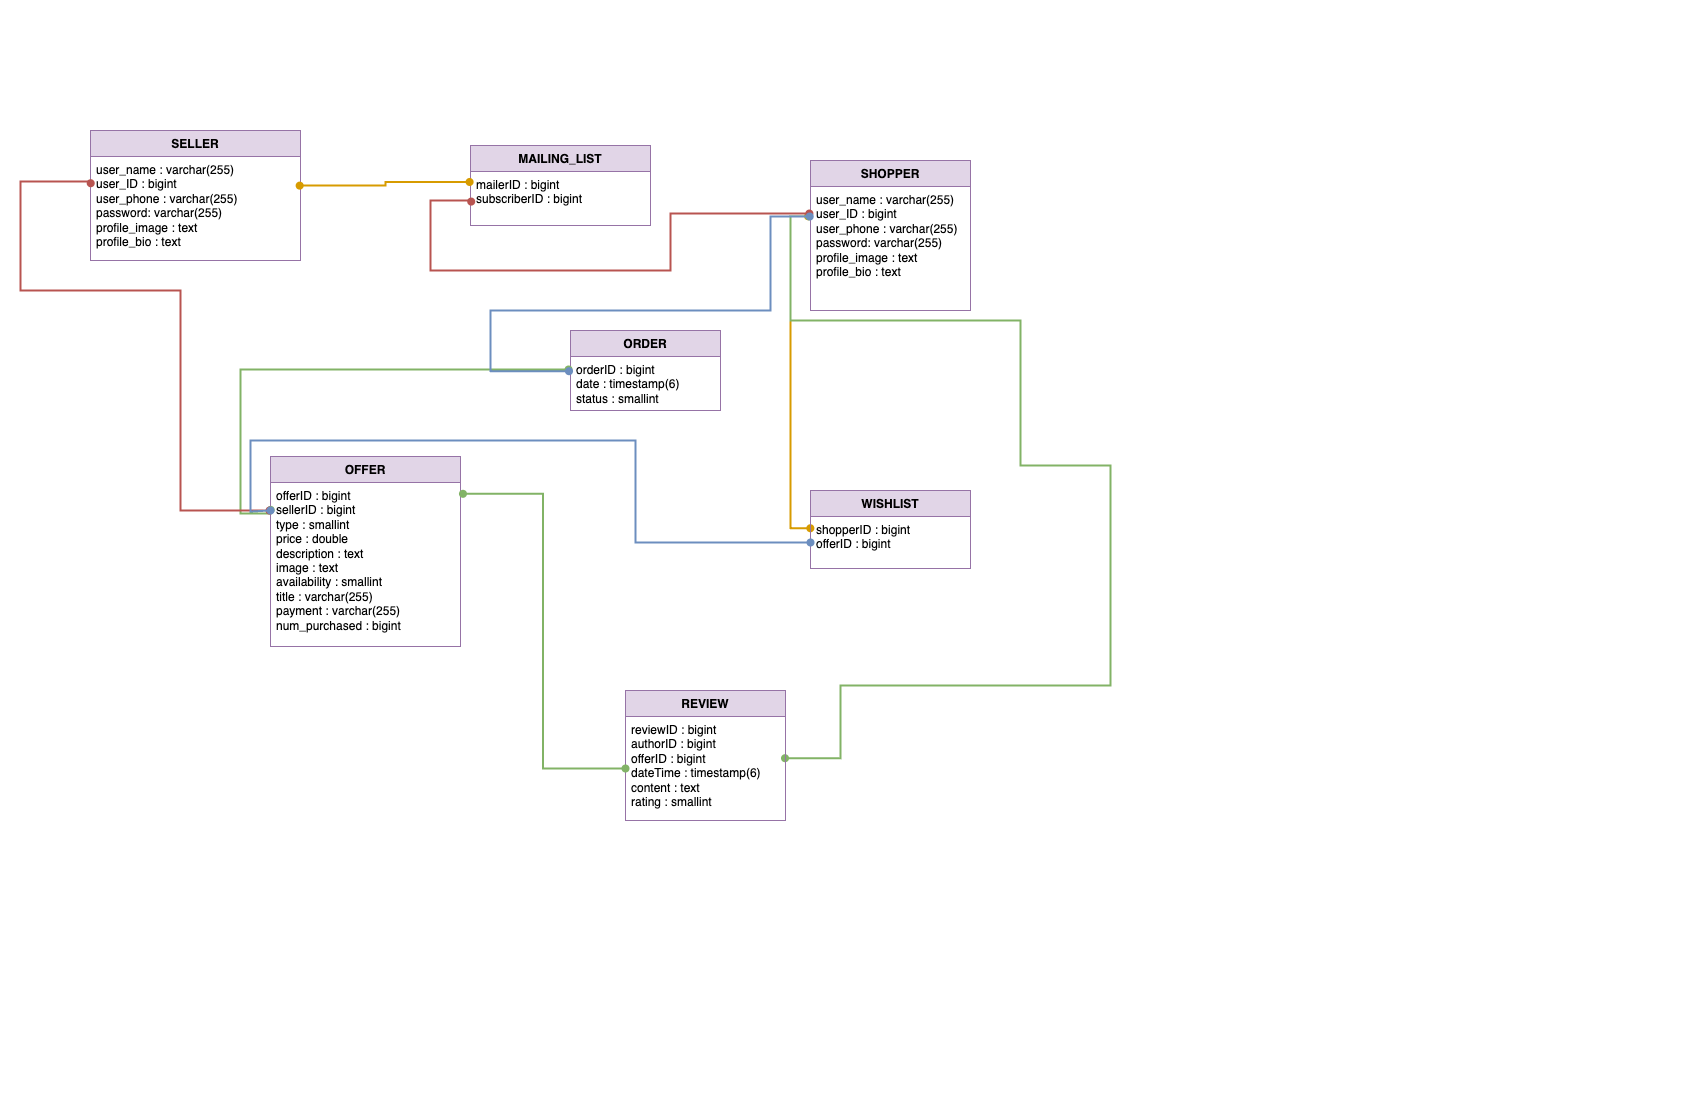 SELLER
user_name : varchar(255)
user_ID : bigint
user_phone : varchar(255)
password: varchar(255)
profile_image : text
profile_bio : text
MAILING_LIST
mailerID : bigint
subscriberID : bigint
SHOPPER
user_name : varchar(255)
user_ID : bigint
user_phone : varchar(255)
password: varchar(255)
profile_image : text
profile_bio : text
ORDER
orderID : bigint
date : timestamp(6)
status : smallint
OFFER
offerID : bigint
sellerID : bigint
type : smallint
price : double
description : text
image : text
availability : smallint
title : varchar(255)
payment : varchar(255)
num_purchased : bigint
WISHLIST
shopperID : bigint
offerID : bigint
REVIEW
reviewID : bigint
authorID : bigint
offerID : bigint
dateTime : timestamp(6)
content : text
rating : smallint